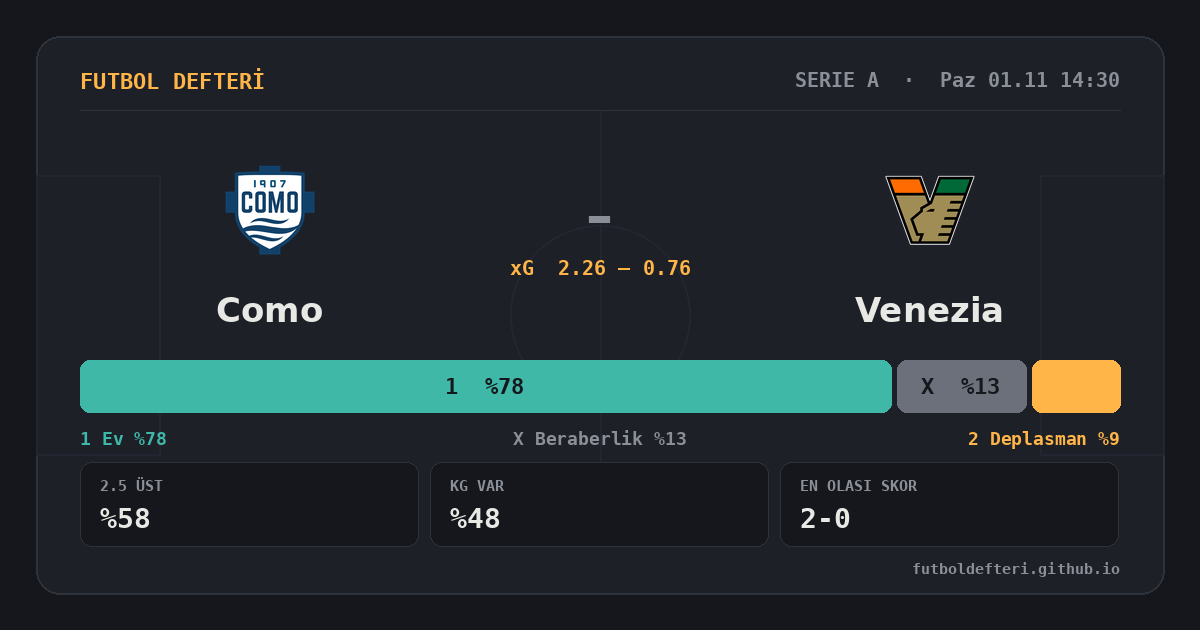 FUTBOL DEFTERİ
SERIE A · Paz 01.11 14:30
1907
COMO
–
xG 2.26 – 0.76
Como
Venezia
1 %78
X %13
1 Ev %78
X Beraberlik %13
2 Deplasman %9
2.5 ÜST
%58
KG VAR
%48
EN OLASI SKOR
2-0
futboldefteri.github.io